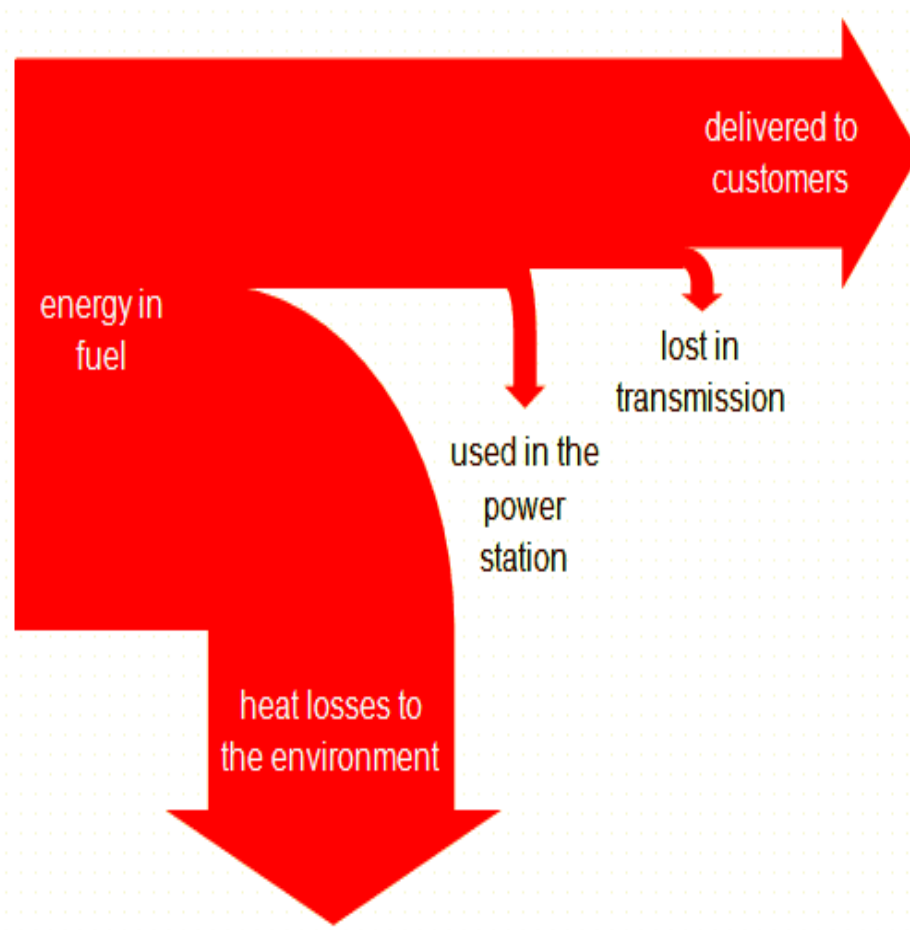 delivered to
customers
energy in
fuel
lost in
transmission
used in the
power
station
heat losses to
the environment